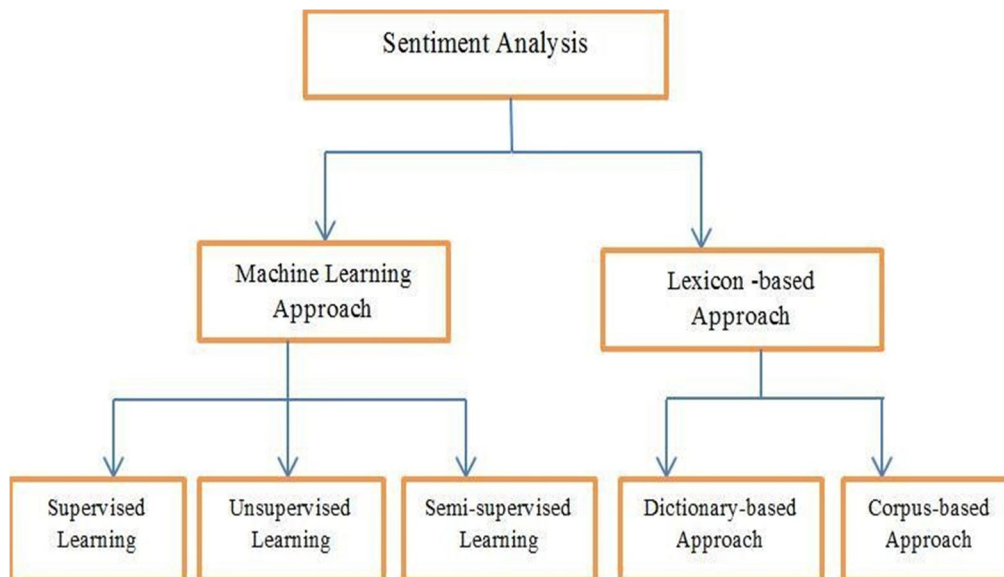 Sentiment Analysis
Machine Learning
Approach
Lexicon -based
Approach
Supervised
Learning
Unsupervised
Learning
Semi-supervised
Learning
Dictionary-based
Approach
Corpus-based
Approach